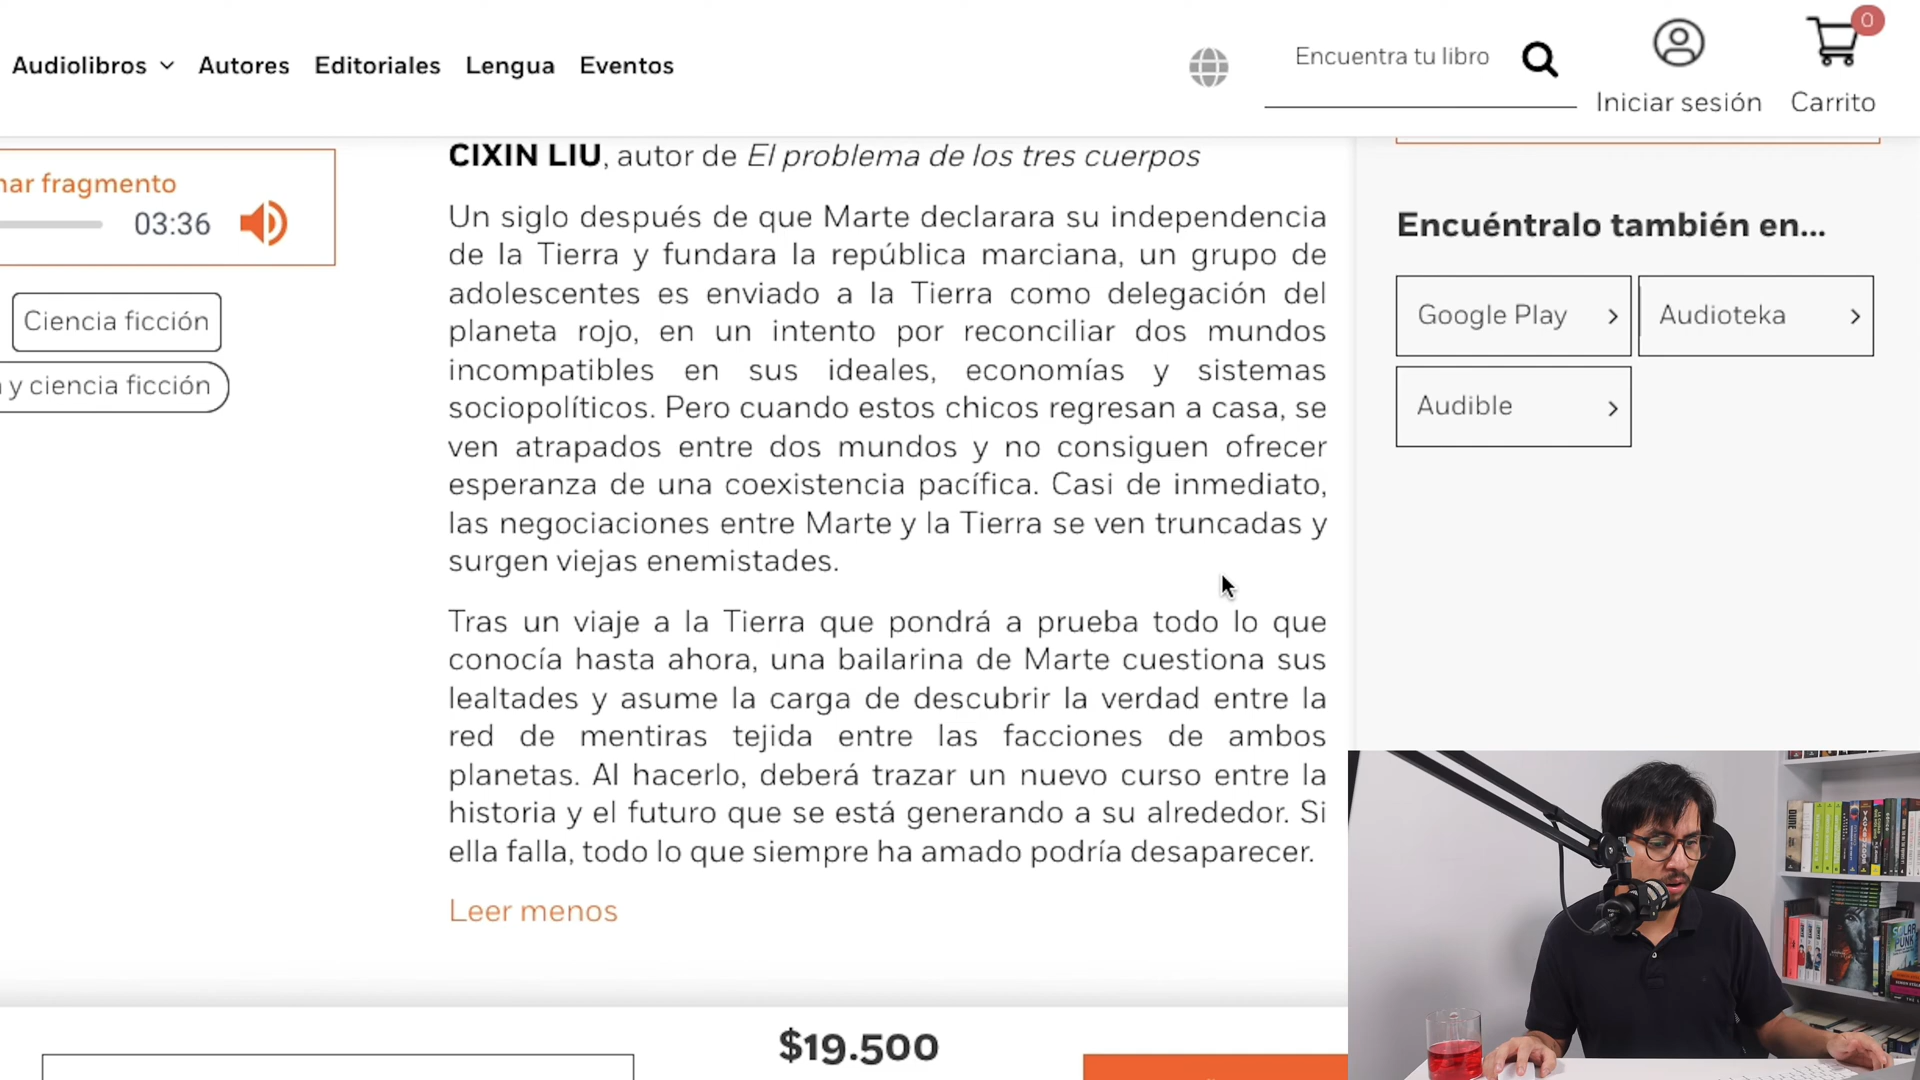 Audiolibros Autores Editoriales Lengua Eventos
Encuentra tu libro
Iniciar sesión
0
Carrito
nar fragmento
03:36
Ciencia ficción
y ciencia ficción
CIXIN LIU, autor de El problema de los tres cuerpos
Un siglo después de que Marte declarara su independencia
de la Tierra y fundara la república marciana, un grupo de
adolescentes es enviado a la Tierra como delegación del
planeta rojo, en un intento por reconciliar dos mundos
incompatibles en sus ideales, economías y sistemas
sociopolíticos. Pero cuando estos chicos regresan a casa, se
ven atrapados entre dos mundos y no consiguen ofrecer
esperanza de una coexistencia pacífica. Casi de inmediato,
las negociaciones entre Marte y la Tierra se ven truncadas y
surgen viejas enemistades.
Tras un viaje a la Tierra que pondrá a prueba todo lo que
conocía hasta ahora, una bailarina de Marte cuestiona sus
lealtades y asume la carga de descubrir la verdad entre la
red de mentiras tejida entre las facciones de ambos
planetas. Al hacerlo, deberá trazar un nuevo curso entre la
historia y el futuro que se está generando a su alrededor. Si
ella falla, todo lo que siempre ha amado podría desaparecer.
Leer menos
Encuéntralo también en...
Google Play
Audioteka
Audible
$19.500
DUNE
SOLAR
PUNK